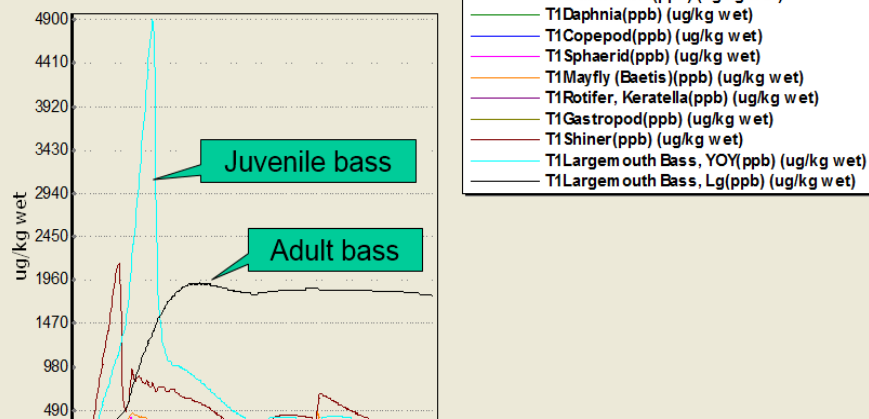 4900
4410
3920
3430
2940
2450
1960
1470
980
490
ug/kg wet
Juvenile bass
Adult bass
T1Daphnia(ppb) (ug/kg wet)
T1Copepod(ppb) (ug/kg wet)
T1Sphaerid(ppb) (ug/kg wet)
T1Mayfly (Baetis)(ppb) (ug/kg wet)
T1Rotifer, Keratella(ppb) (ug/kg wet)
T1Gastropod(ppb) (ug/kg wet)
T1Shiner(ppb) (ug/kg wet)
T1Largemouth Bass, YOY(ppb) (ug/kg wet)
T1Largemouth Bass, Lg(ppb) (ug/kg wet)